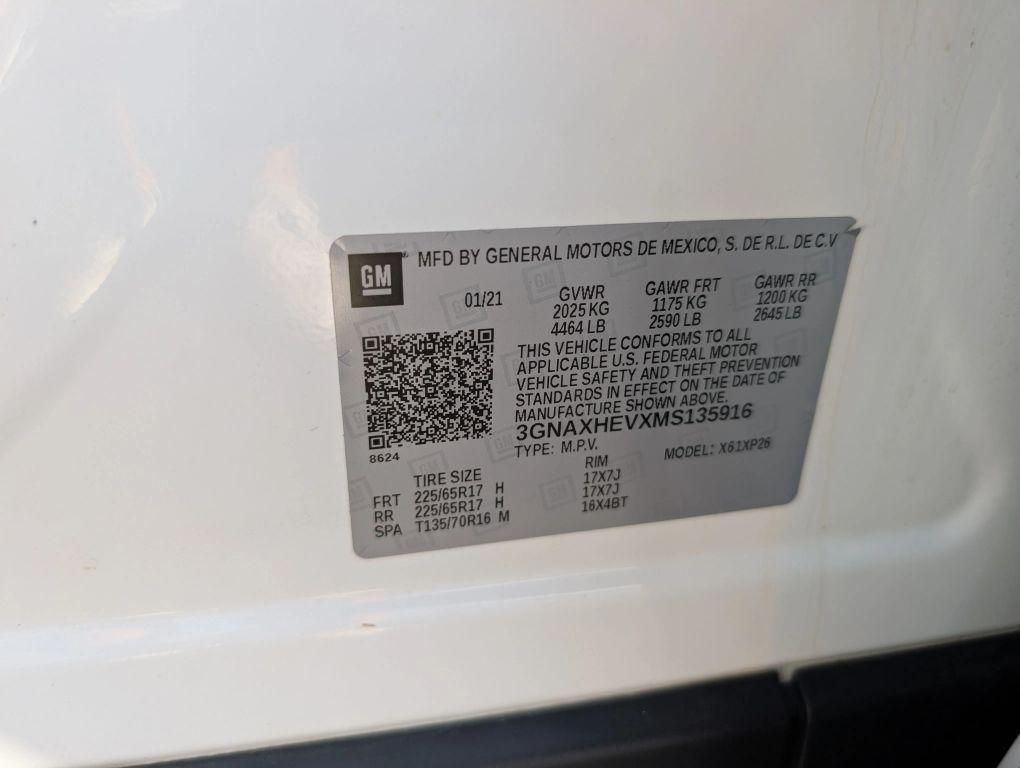 GM® MFD BY GENERAL MOTORS DE MEXICO, S. DE R.L. DE C.V
01/21 GVWR GAWR FRT GAWR RR
2025 KG 1175 KG 1200 KG
4464 LB 2590 LB 2645 LB
THIS VEHICLE CONFORMS TO ALL
APPLICABLE U.S. FEDERAL MOTOR
VEHICLE SAFETY AND THEFT PREVENTION
STANDARDS IN EFFECT ON THE DATE OF
MANUFACTURE SHOWN ABOVE.
3GNAXHEVXMS135916
8624 TYPE: M.P.V. MODEL: X61XP26
TIRE SIZE RIM
FRT 225/65R17 H 17X7J
RR 225/65R17 H 17X7J
SPA T135/70R16 M 16X4BT